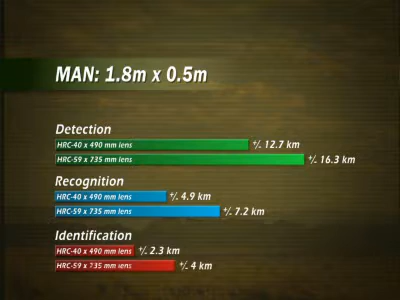 MAN: 1.8m x 0.5m
Detection
HRC-40 x 490 mm lens +/- 12.7 km
HRC-59 x 735 mm lens +/- 16.3 km
Recognition
HRC-40 x 490 mm lens +/- 4.9 km
HRC-59 x 735 mm lens +/- 7.2 km
Identification
HRC-40 x 490 mm lens +/- 2.3 km
HRC-59 x 735 mm lens +/- 4 km